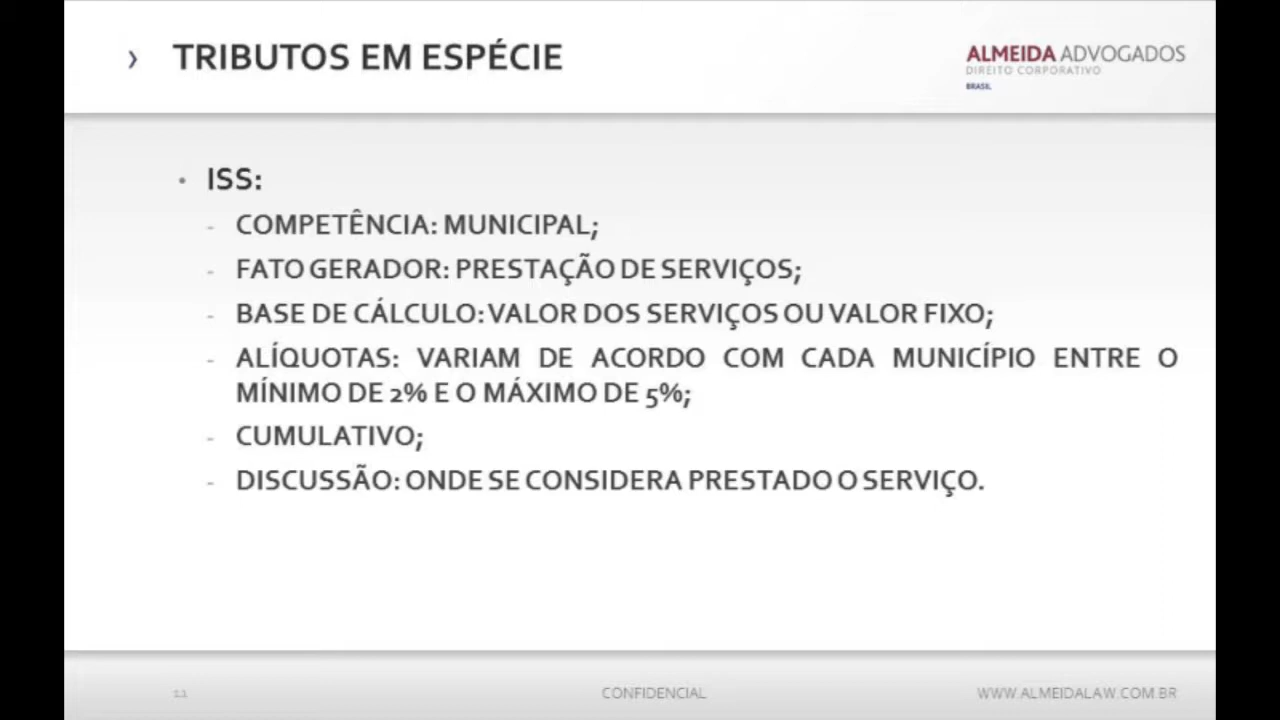 › TRIBUTOS EM ESPÉCIE
ALMEIDA ADVOGADOS
DIREITO CORPORATIVO
BRASIL
• ISS:
- COMPETÊNCIA: MUNICIPAL;
- FATO GERADOR: PRESTAÇÃO DE SERVIÇOS;
- BASE DE CÁLCULO: VALOR DOS SERVIÇOS OU VALOR FIXO;
- ALÍQUOTAS: VARIAM DE ACORDO COM CADA MUNICÍPIO ENTRE O
MÍNIMO DE 2% E O MÁXIMO DE 5%;
- CUMULATIVO;
- DISCUSSÃO: ONDE SE CONSIDERA PRESTADO O SERVIÇO.
11
CONFIDENCIAL
WWW.ALMEIDALAW.COM.BR